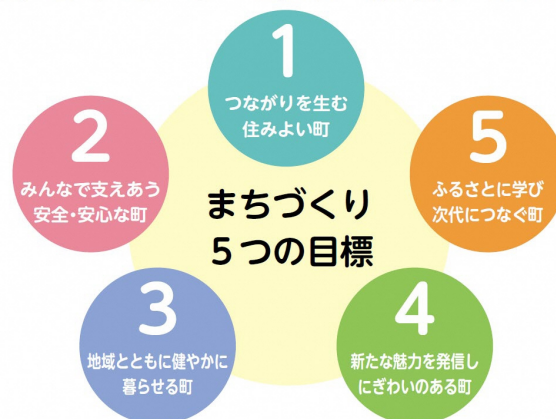 まちづくり
5つの目標
1
つながりを生む
住みよい町
2
みんなで支えあう
安全・安心な町
3
地域とともに健やかに
暮らせる町
4
新たな魅力を発信し
にぎわいのある町
5
ふるさとに学び
次代につなぐ町